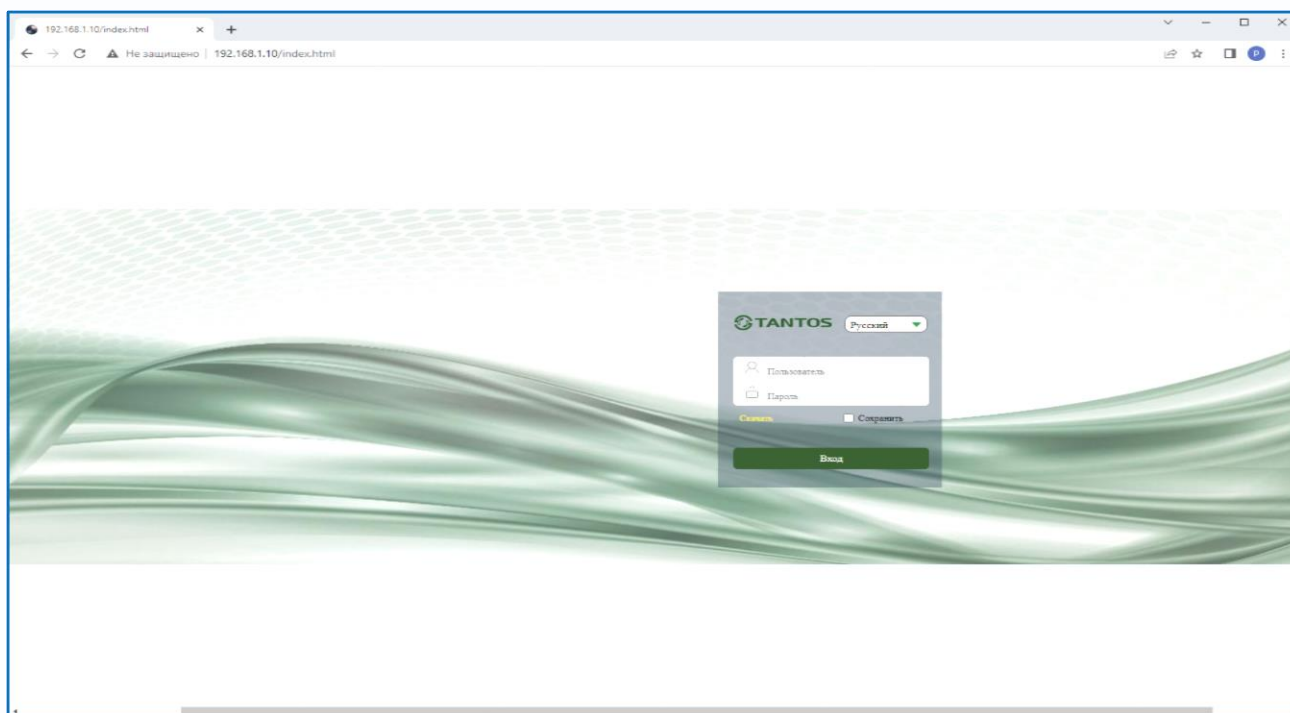 192.168.1.10/index.html
Не защищено | 192.168.1.10/index.html
P
TANTOS Русский
Пользователь
Пароль
Скачать Сохранить
Вход